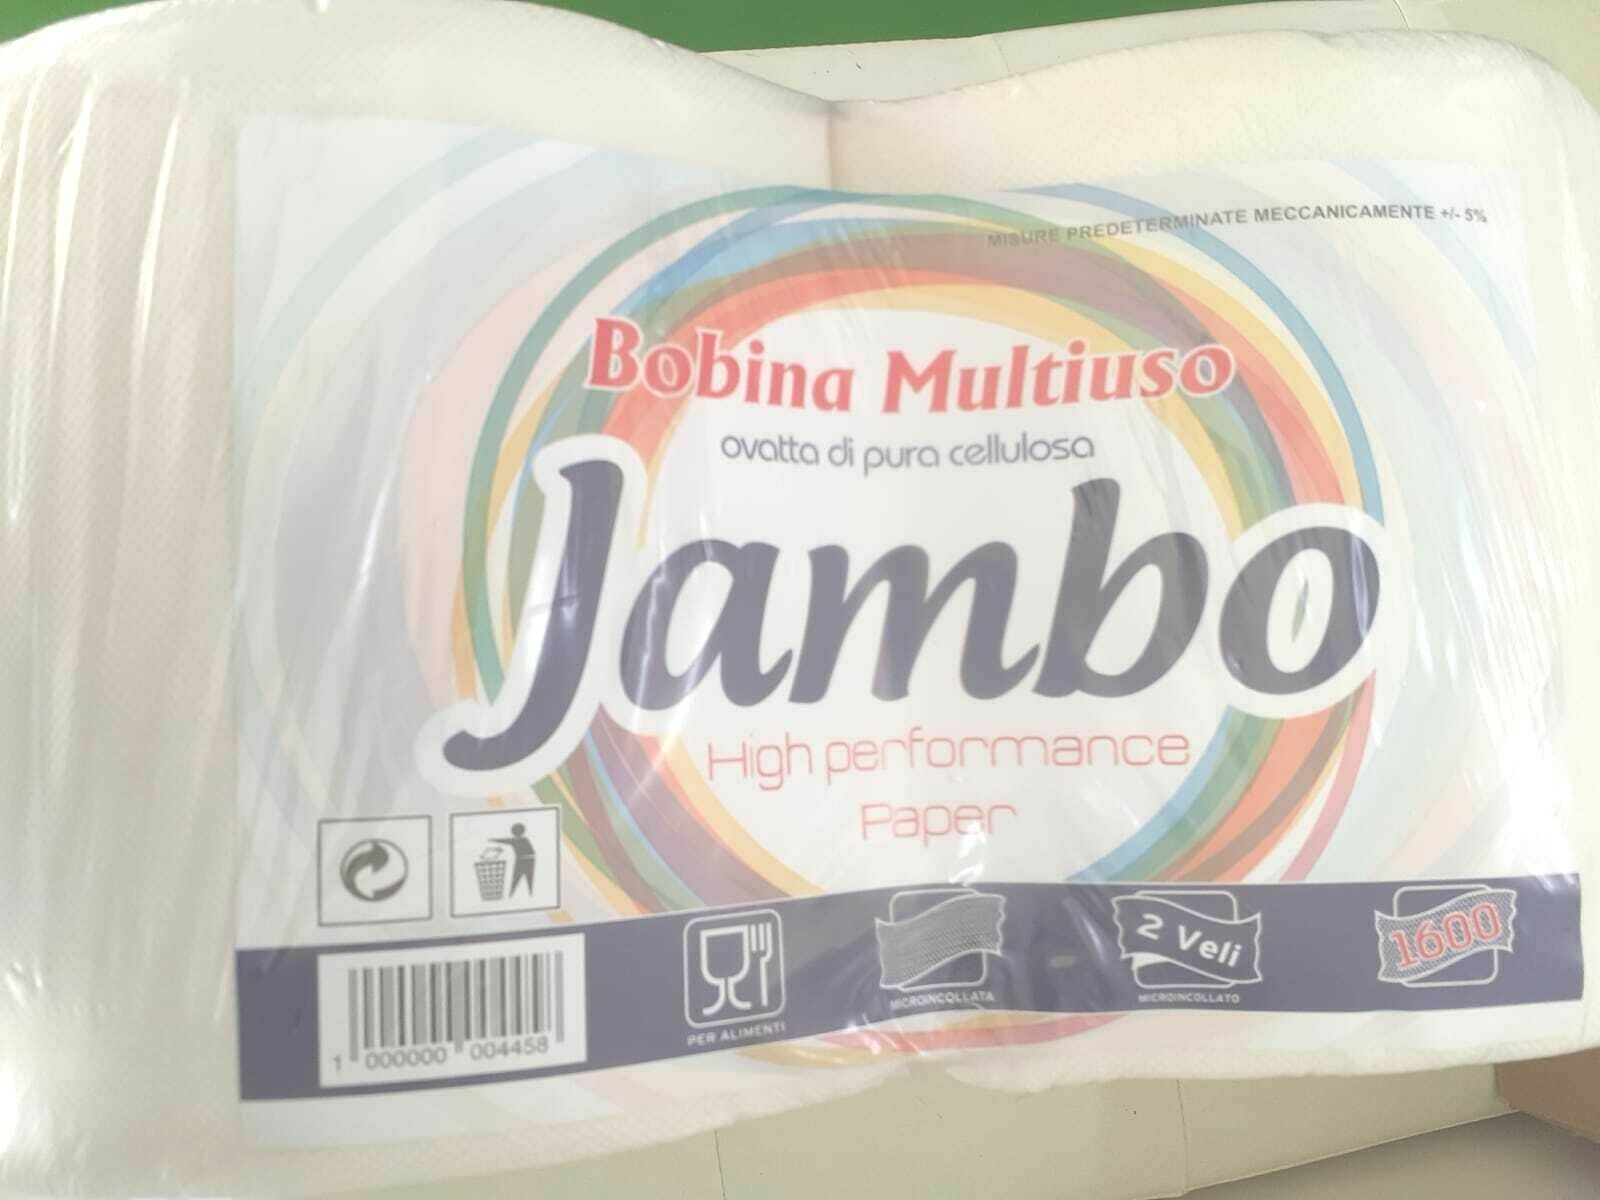 MISURE PREDETERMINATE MECCANICAMENTE +/- 5%
Bobina Multiuso
ovatta di pura cellulosa
Jambo
High performance
Paper
PER ALIMENTI
MICROINCOLLATA
2 Veli
MICROINCOLLATO
1600
1 000000 004458